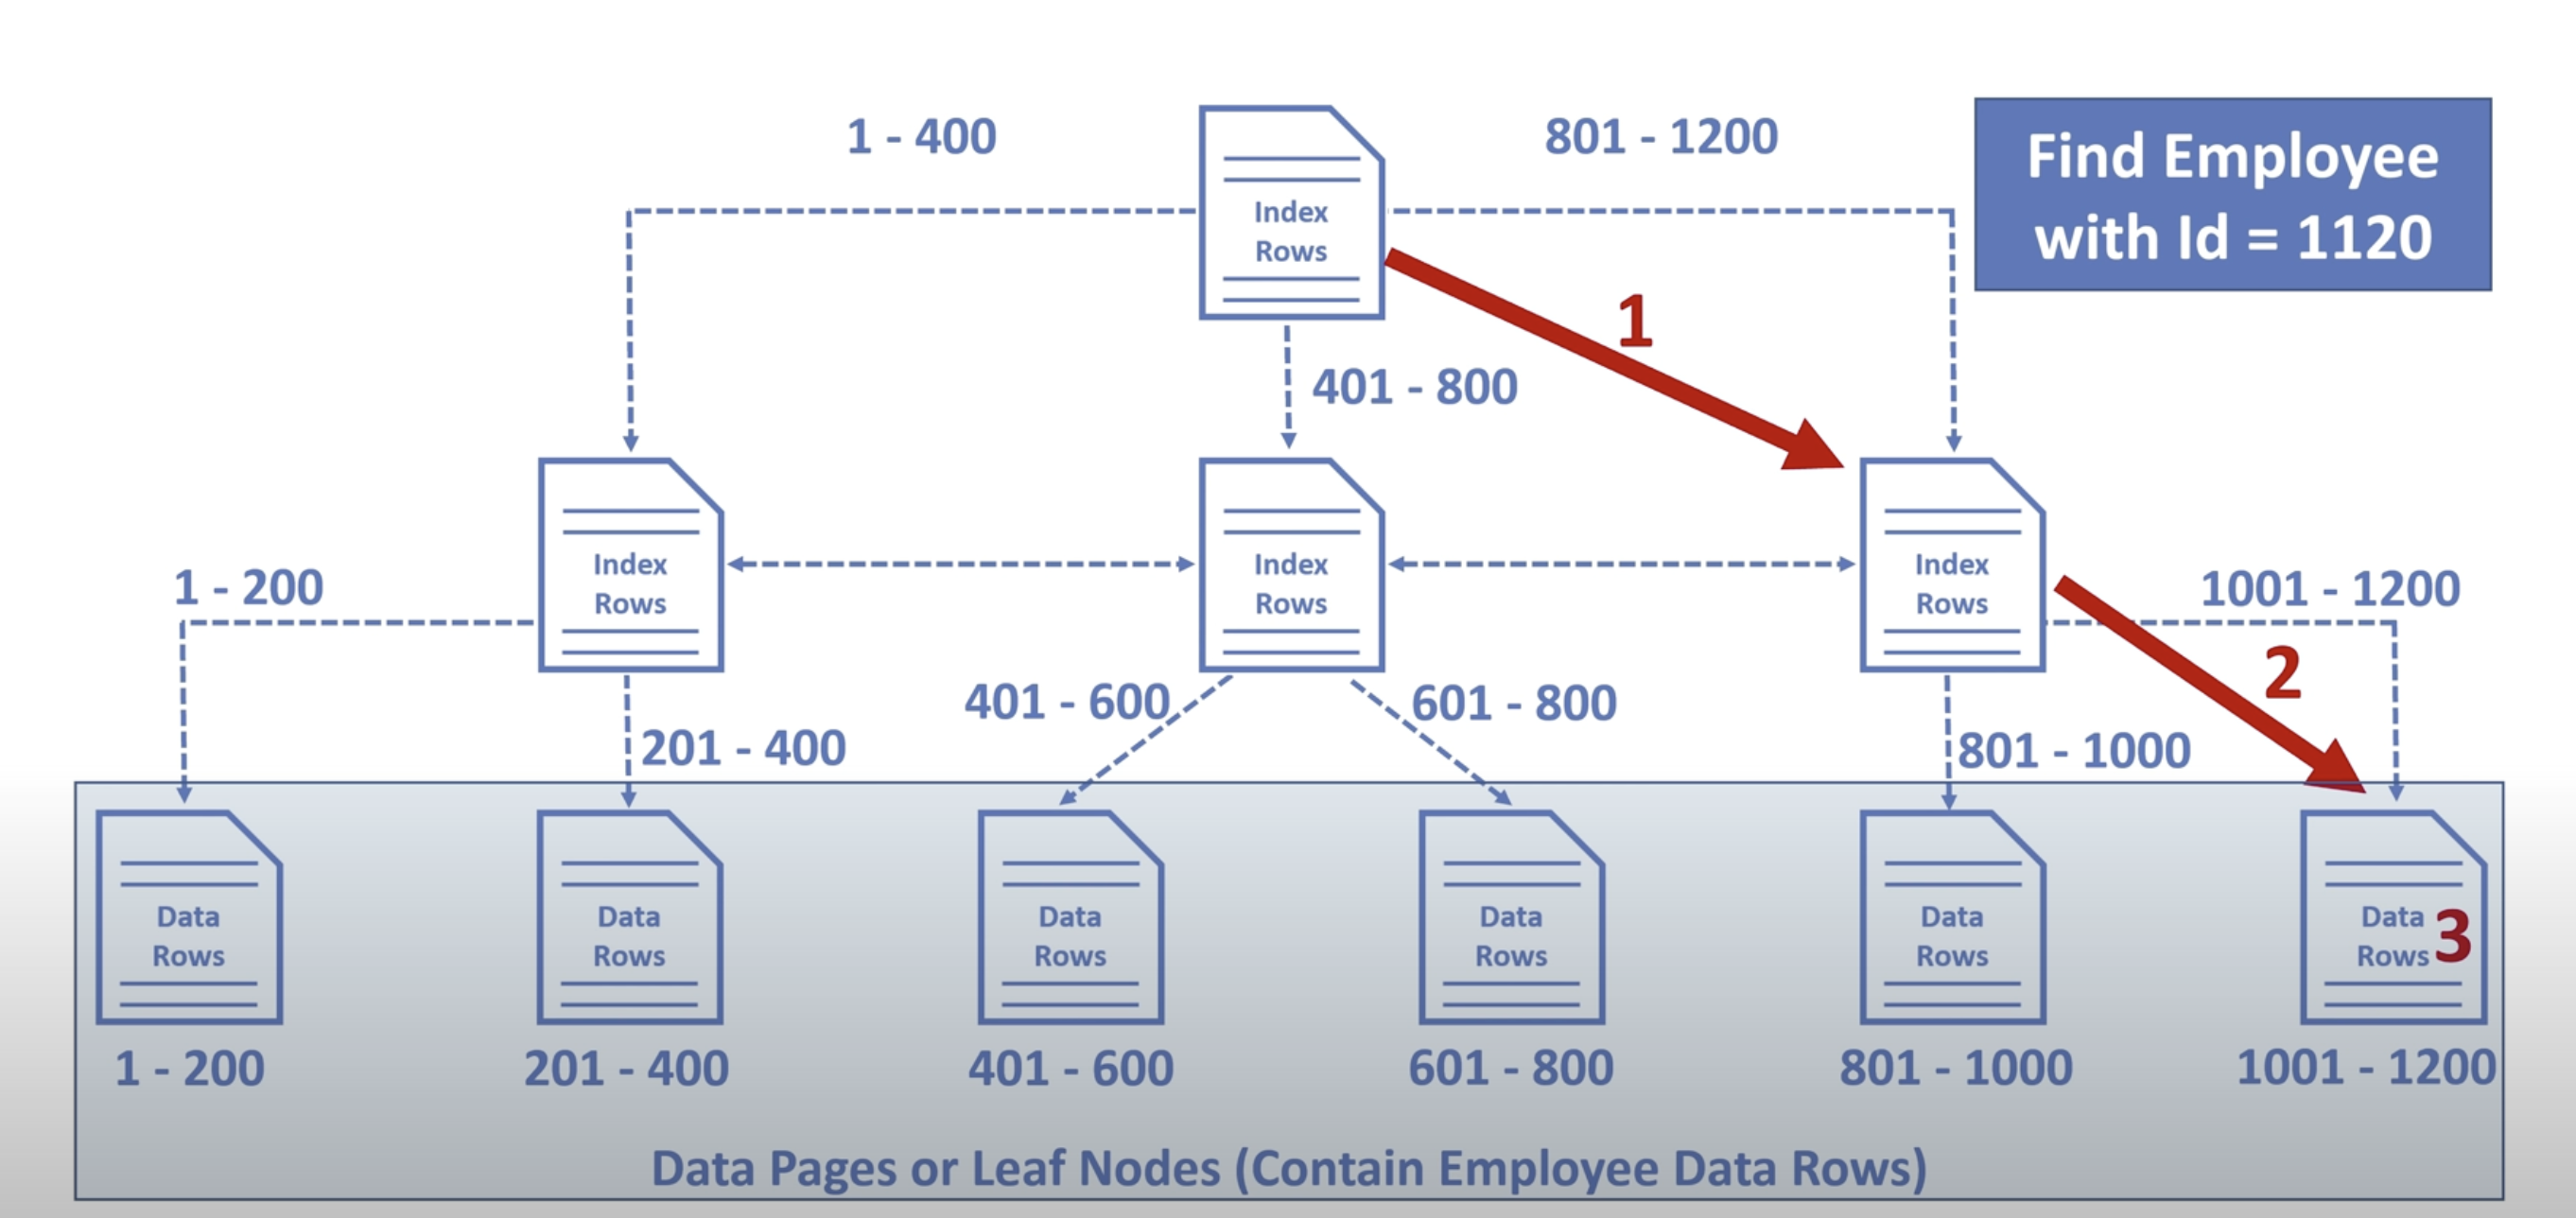 1 - 400
801 - 1200
Find Employee
with Id = 1120
Index
Rows
1
401 - 800
Index
Rows
Index
Rows
Index
Rows
1 - 200
1001 - 1200
2
401 - 600
601 - 800
201 - 400
801 - 1000
Data
Rows
Data
Rows
Data
Rows
Data
Rows
Data
Rows
Data
Rows
3
1 - 200
201 - 400
401 - 600
601 - 800
801 - 1000
1001 - 1200
Data Pages or Leaf Nodes (Contain Employee Data Rows)